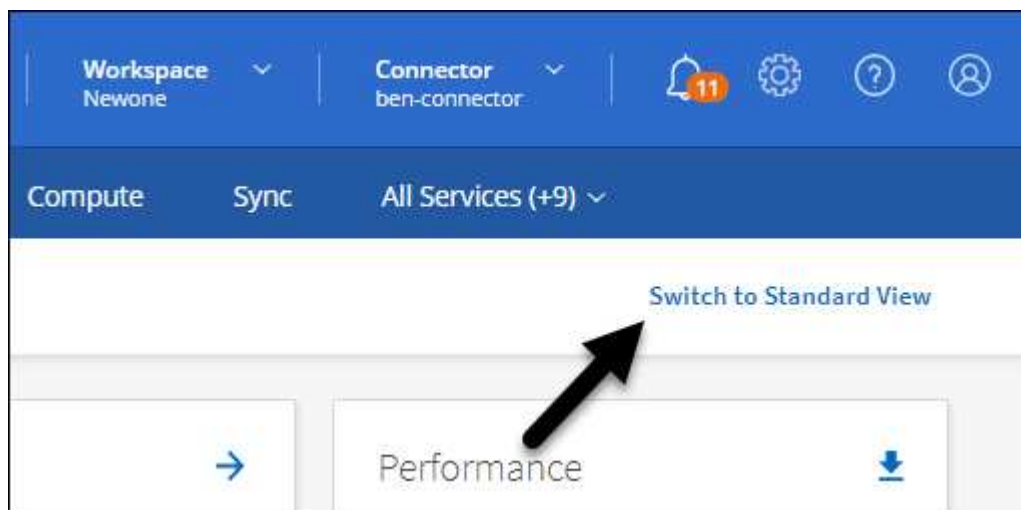 Workspace
Newone
Connector
ben-connector
11
?
Compute
Sync
All Services (+9)
Switch to Standard View
Performance